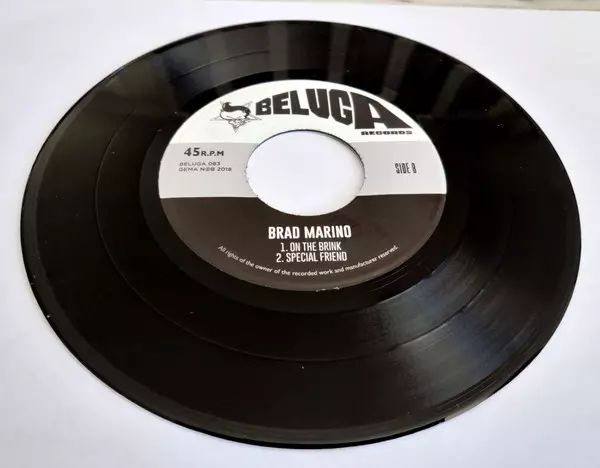 BELUGA
RECORDS
45 R.P.M
SIDE B
BELUGA 063
GEMA NCB 2018
BRAD MARINO
1. ON THE BRINK
2. SPECIAL FRIEND
All rights of the owner of the recorded work and manufacturer reserved.